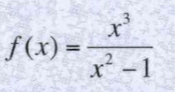 f(x) = x³ / (x² − 1)